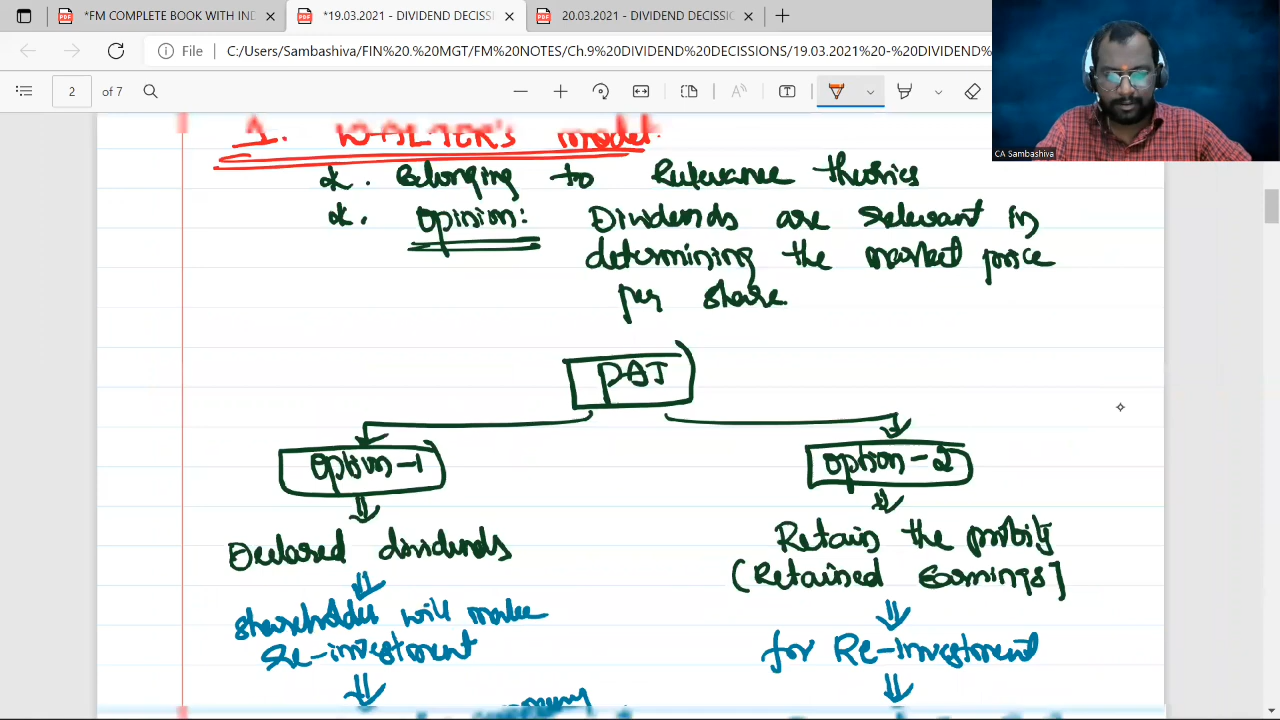 *FM COMPLETE BOOK WITH IND
*19.03.2021 - DIVIDEND DECISSI
20.03.2021 - DIVIDEND DECISSIO
File
C:/Users/Sambashiva/FIN%20.%20MGT/FM%20NOTES/Ch.9%20DIVIDEND%20DECISSIONS/19.03.2021%20-%20DIVIDEND%
2 of 7
CA Sambashiva
1. WALTER's model.
Belonging to Relevance theories
Opinion: Dividends are relevant in
determining the market price
per share.
PAT
Option-1
Option-2
Declared dividends
Retain the profits
(Retained Earnings]
shareholders will make
Re-investment
for Re-Investment